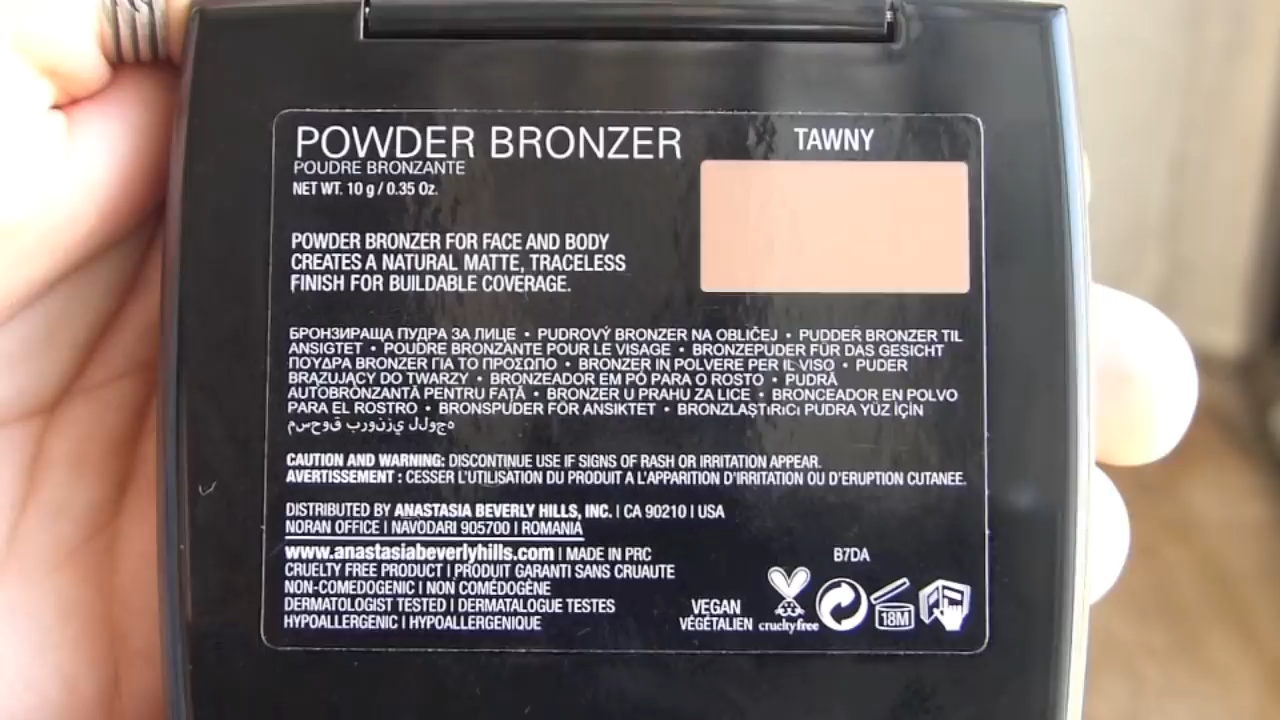 POWDER BRONZER
TAWNY
POUDRE BRONZANTE
NET WT. 10 g / 0.35 Oz.
POWDER BRONZER FOR FACE AND BODY
CREATES A NATURAL MATTE, TRACELESS
FINISH FOR BUILDABLE COVERAGE.
БРОНЗИРАЩА ПУДРА ЗА ЛИЦЕ • PUDROVÝ BRONZER NA OBLIČEJ • PUDDER BRONZER TIL
ANSIGTET • POUDRE BRONZANTE POUR LE VISAGE • BRONZEPUDER FÜR DAS GESICHT
ΠΟΥΔΡΑ BRONZER ΓΙΑ ΤΟ ΠΡΟΣΩΠΟ • BRONZER IN POLVERE PER IL VISO • PUDER
BRĄZUJĄCY DO TWARZY • BRONZEADOR EM PÓ PARA O ROSTO • PUDRĂ
AUTOBRONZANTĂ PENTRU FAȚĂ • BRONZER U PRAHU ZA LICE • BRONCEADOR EN POLVO
PARA EL ROSTRO • BRONSPUDER FÖR ANSIKTET • BRONZLAŞTıRıCı PUDRA YÜZ İÇİN
مسحوق برونزي للوجه
CAUTION AND WARNING: DISCONTINUE USE IF SIGNS OF RASH OR IRRITATION APPEAR.
AVERTISSEMENT : CESSER L'UTILISATION DU PRODUIT A L'APPARITION D'IRRITATION OU D'ERUPTION CUTANEE.
DISTRIBUTED BY ANASTASIA BEVERLY HILLS, INC. | CA 90210 | USA
NORAN OFFICE | NAVODARI 905700 | ROMANIA
www.anastasiabeverlyhills.com | MADE IN PRC
B7DA
CRUELTY FREE PRODUCT | PRODUIT GARANTI SANS CRUAUTE
NON-COMEDOGENIC | NON COMÉDOGÈNE
DERMATOLOGIST TESTED | DERMATALOGUE TESTES
HYPOALLERGENIC | HYPOALLERGENIQUE
VEGAN
VÉGÉTALIEN
crueltyfree
18M